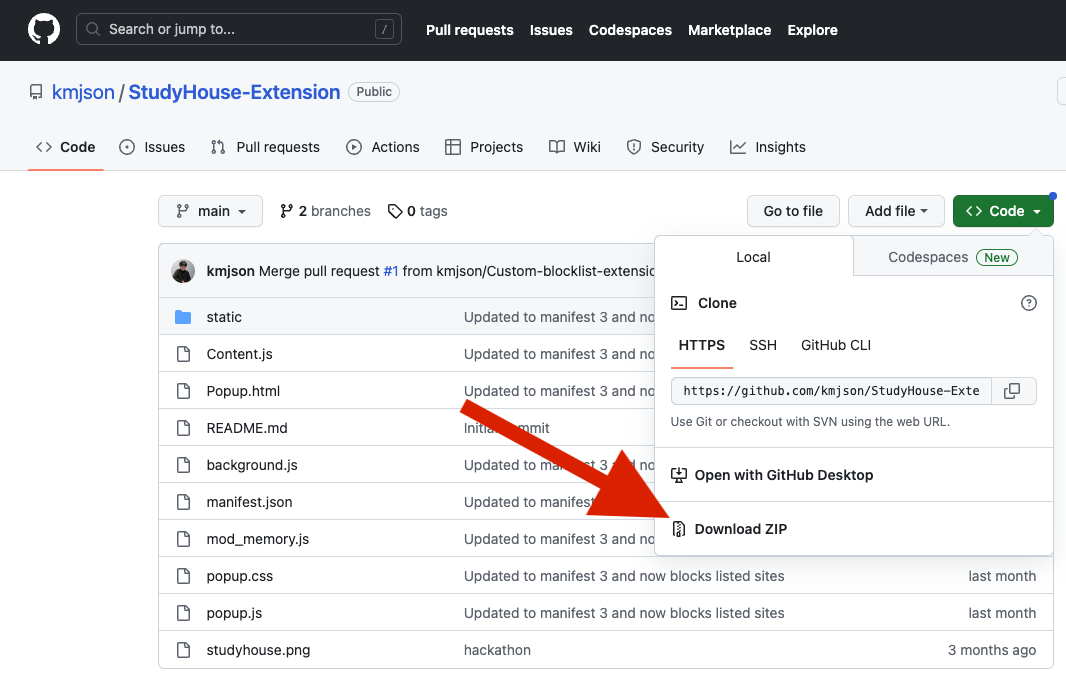 Search or jump to... /
Pull requests Issues Codespaces Marketplace Explore
kmjson / StudyHouse-Extension Public
Code Issues Pull requests Actions Projects Wiki Security Insights
main 2 branches 0 tags Go to file Add file Code
kmjson Merge pull request #1 from kmjson/Custom-blocklist-extensio
static Updated to manifest 3 and no
Content.js Updated to manifest 3 and no
Popup.html Updated to manifest 3 and no
README.md Initial commit
background.js Updated to manifest 3 and no
manifest.json Updated to manifest
mod_memory.js Updated to manifest 3 and no
popup.css Updated to manifest 3 and now blocks listed sites last month
popup.js Updated to manifest 3 and now blocks listed sites last month
studyhouse.png hackathon 3 months ago
Local Codespaces New
Clone
HTTPS SSH GitHub CLI
https://github.com/kmjson/StudyHouse-Exte
Use Git or checkout with SVN using the web URL.
Open with GitHub Desktop
Download ZIP